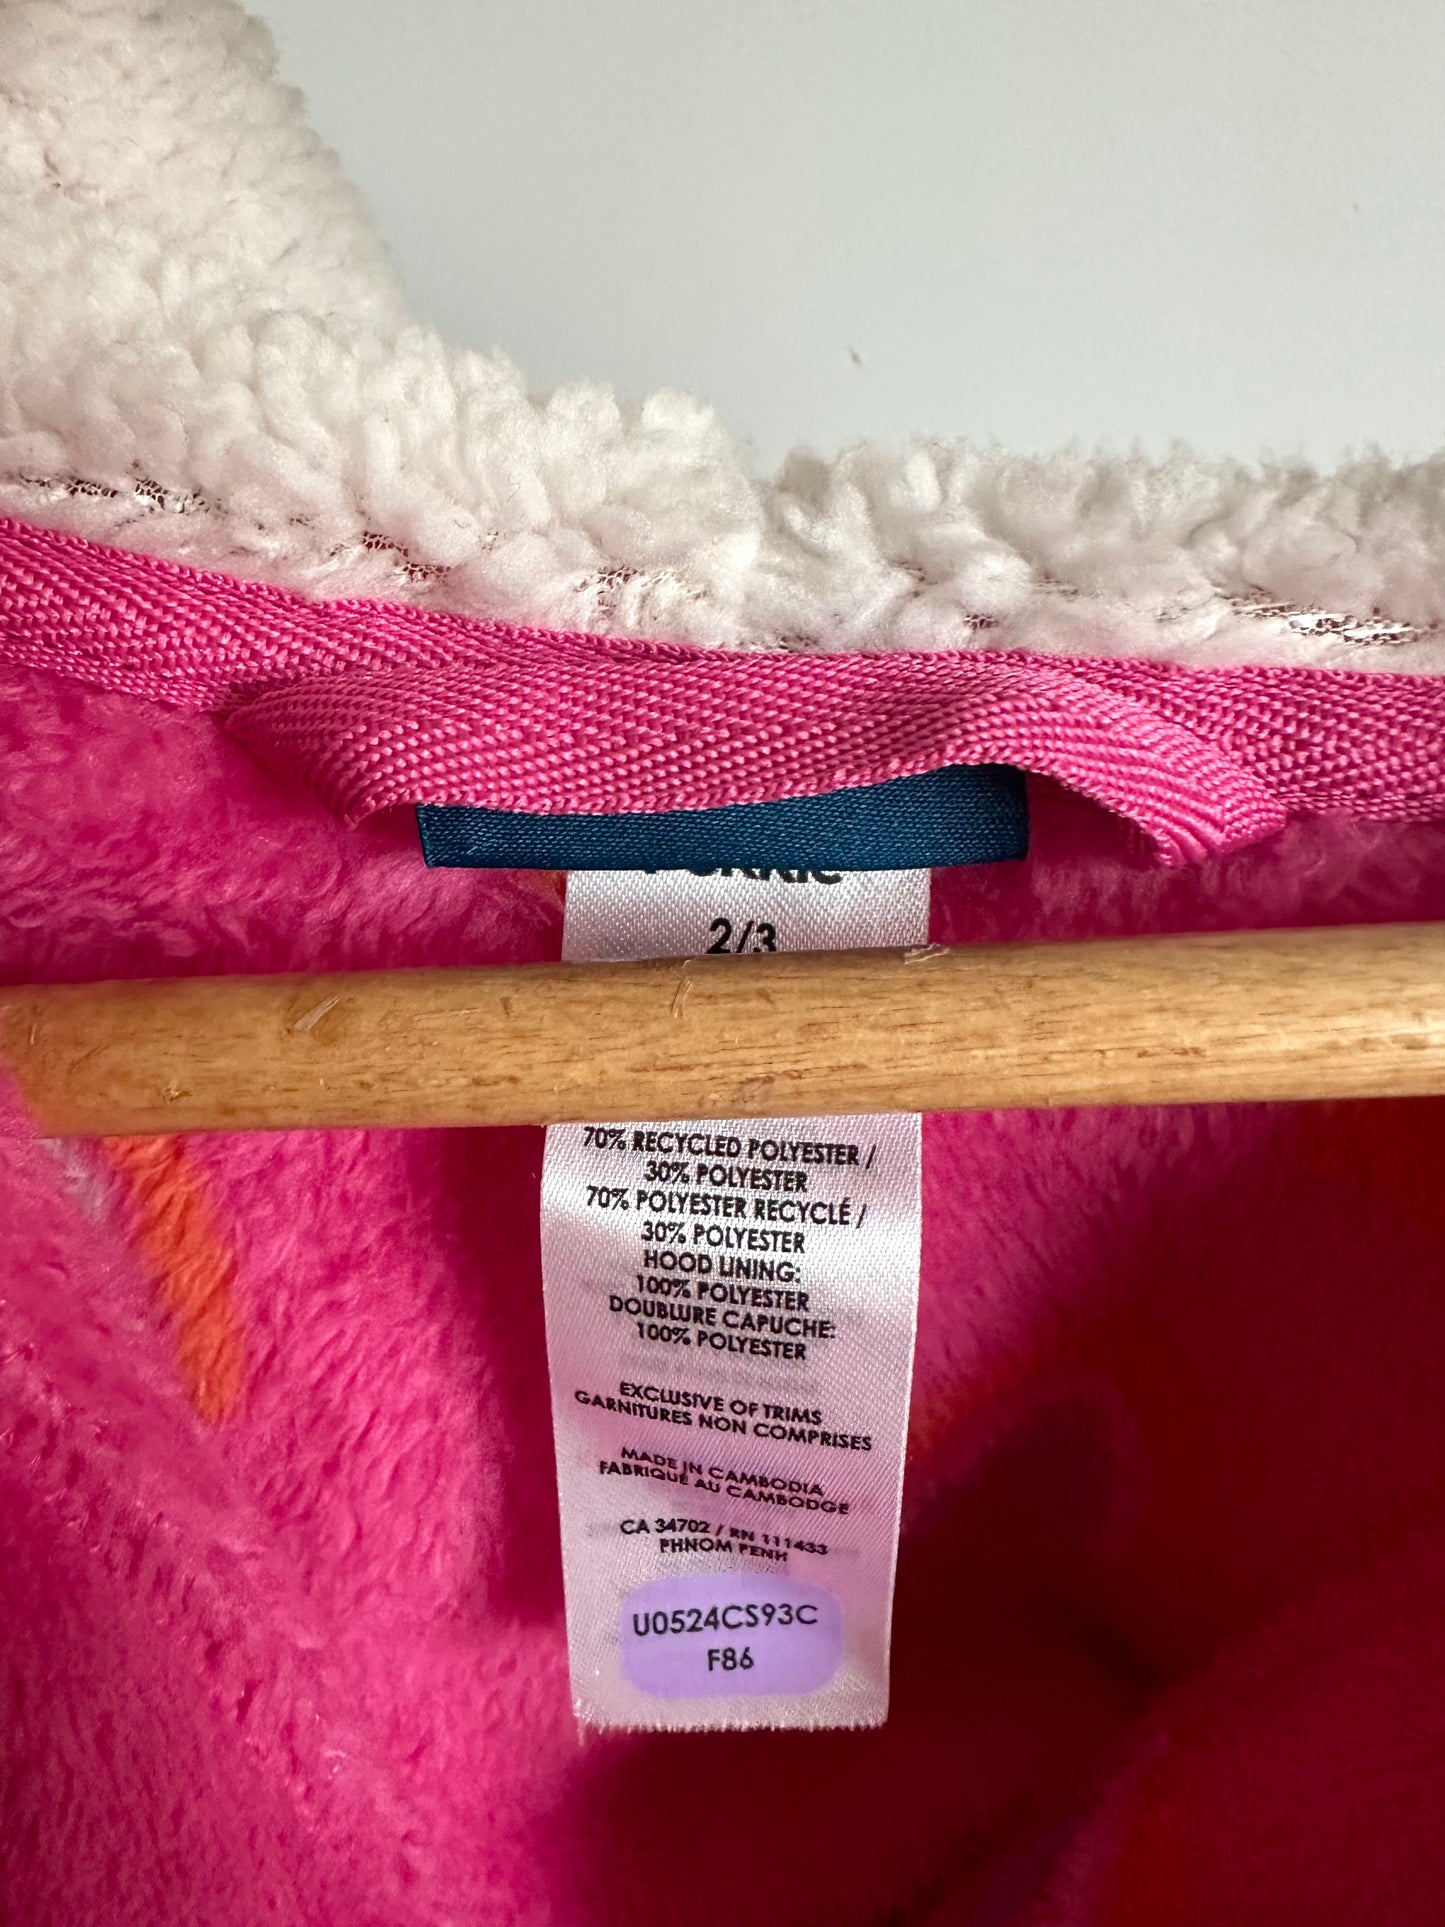 2/3
70% RECYCLED POLYESTER /
30% POLYESTER
70% POLYESTER RECYCLÉ /
30% POLYESTER
HOOD LINING:
100% POLYESTER
DOUBLURE CAPUCHE:
100% POLYESTER
EXCLUSIVE OF TRIMS
GARNITURES NON COMPRISES
MADE IN CAMBODIA
FABRIQUE AU CAMBODGE
CA 34702 / RN 111433
PHNOM PENH
U0524CS93C
F86